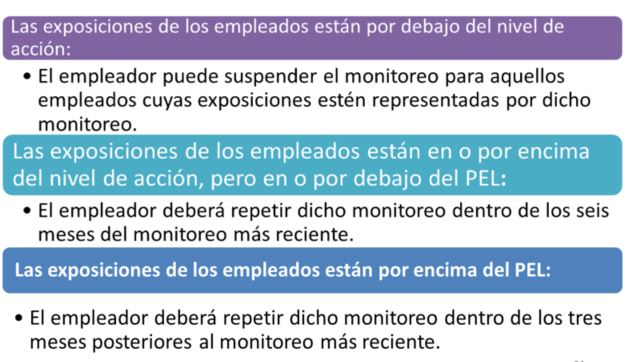 Las exposiciones de los empleados están por debajo del nivel de
acción:
• El empleador puede suspender el monitoreo para aquellos
empleados cuyas exposiciones estén representadas por dicho
monitoreo.
Las exposiciones de los empleados están en o por encima
del nivel de acción, pero en o por debajo del PEL:
• El empleador deberá repetir dicho monitoreo dentro de los seis
meses del monitoreo más reciente.
Las exposiciones de los empleados están por encima del PEL:
• El empleador deberá repetir dicho monitoreo dentro de los tres
meses posteriores al monitoreo más reciente.